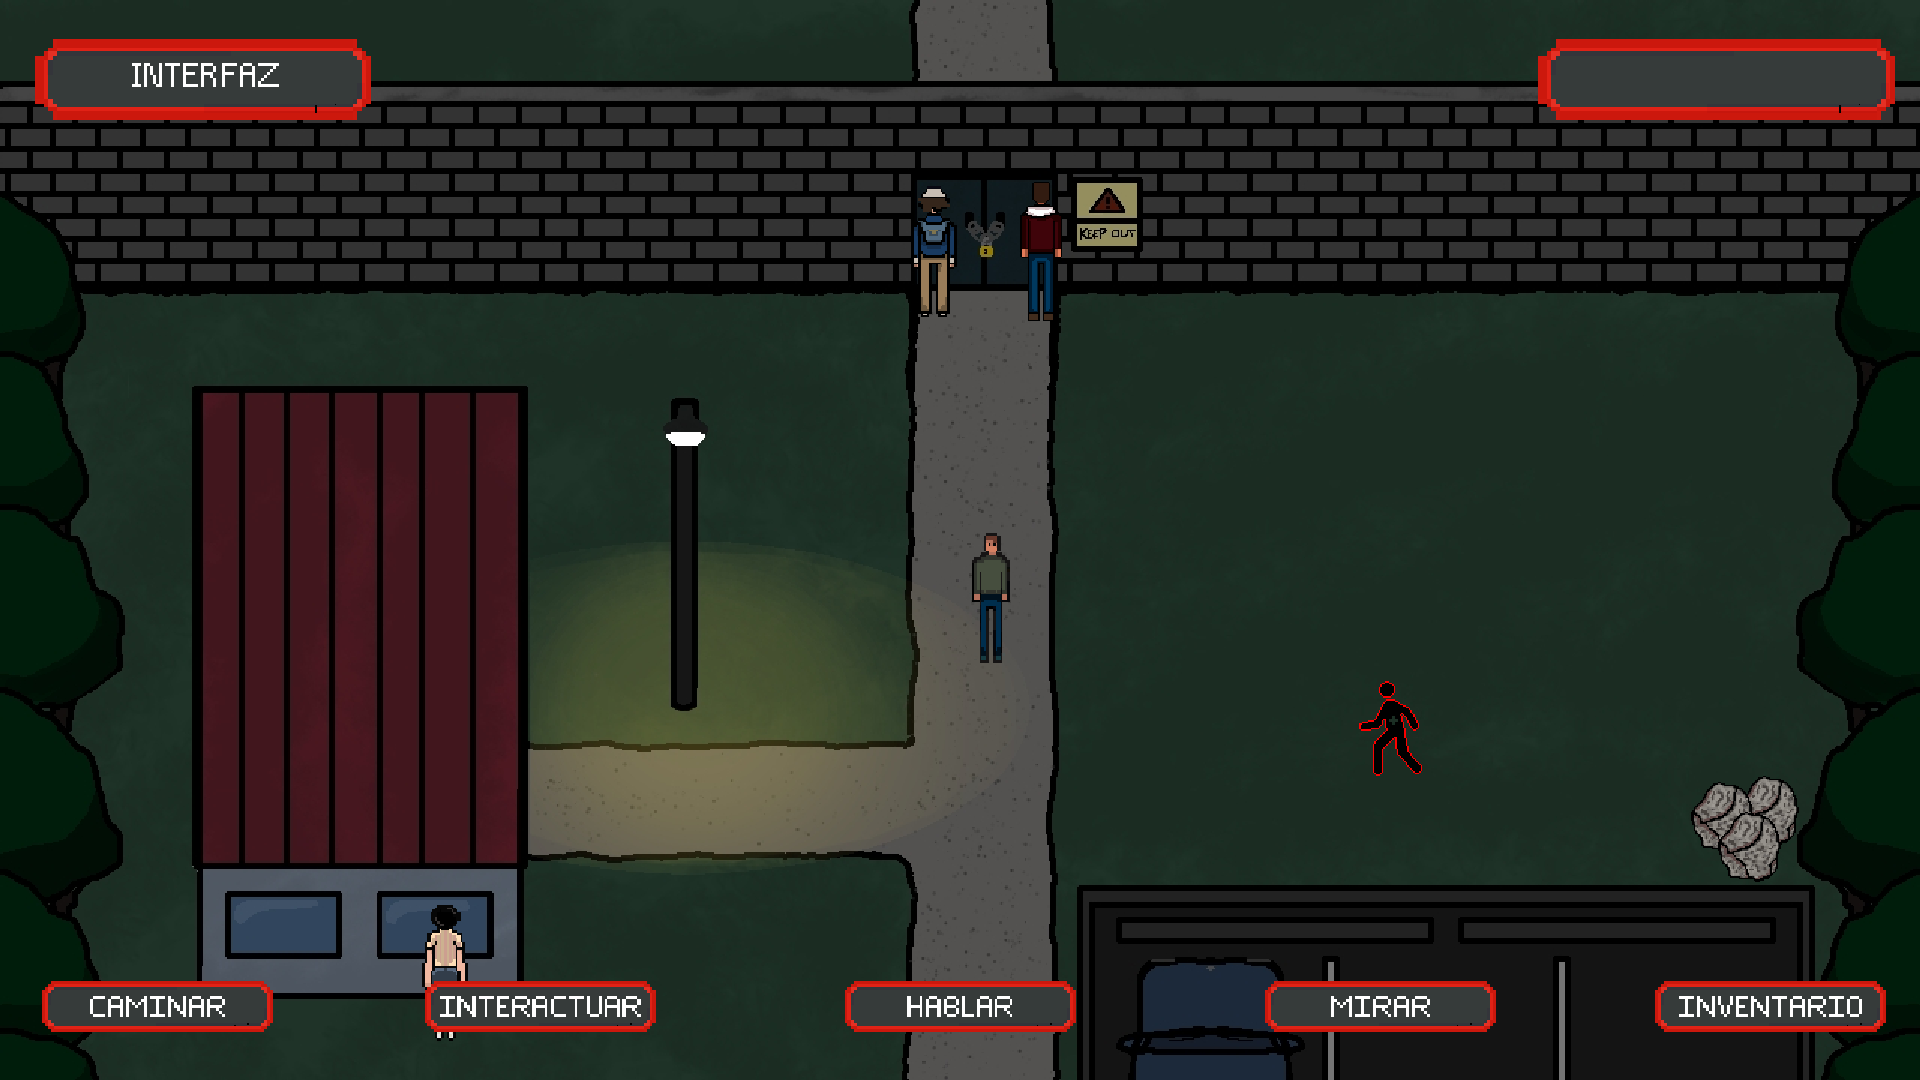 INTERFAZ
KEEP OUT
CAMINAR
INTERACTUAR
HABLAR
MIRAR
INVENTARIO